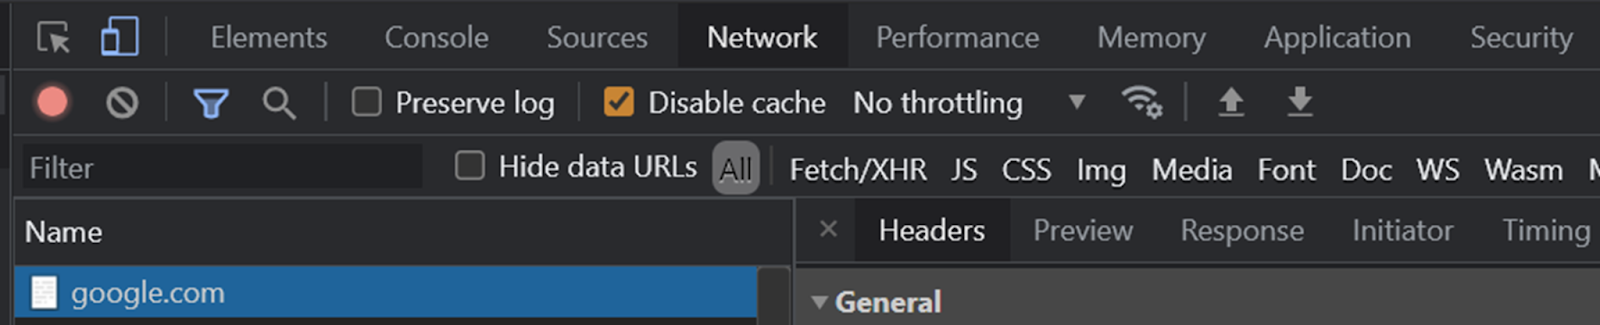 Elements Console Sources Network Performance Memory Application Security
Preserve log Disable cache No throttling
Filter Hide data URLs All Fetch/XHR JS CSS Img Media Font Doc WS Wasm
Name Headers Preview Response Initiator Timing
google.com General